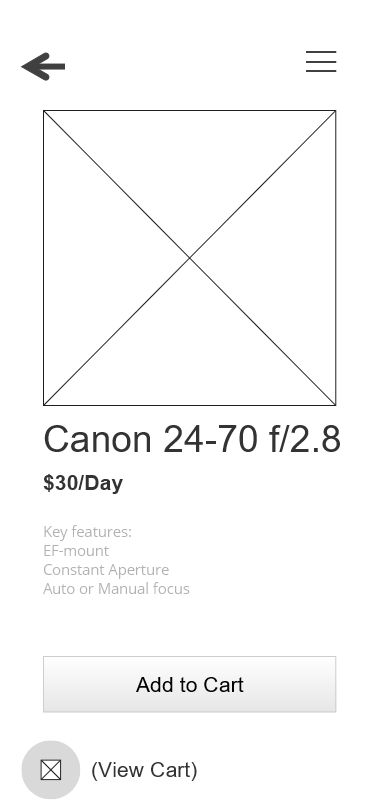 Canon 24-70 f/2.8
$30/Day
Key features:
EF-mount
Constant Aperture
Auto or Manual focus
Add to Cart
(View Cart)